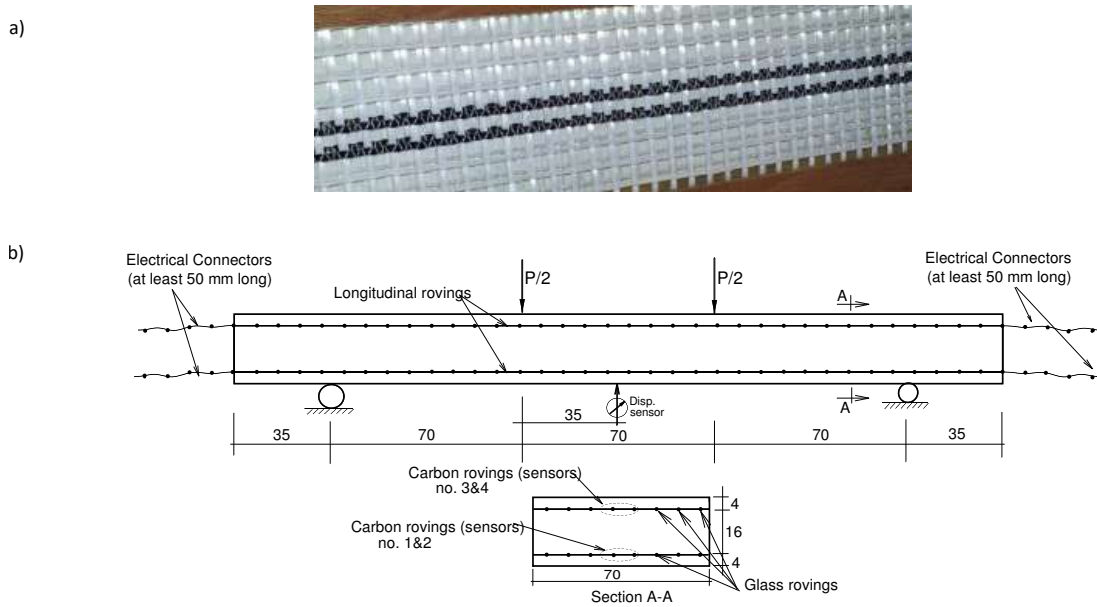 a)
b)
Electrical Connectors
(at least 50 mm long)
Longitudinal rovings
P/2
P/2
A
Electrical Connectors
(at least 50 mm long)
Disp.
sensor
A
35
35
70
70
70
35
Carbon rovings (sensors)
no. 3&4
Carbon rovings (sensors)
no. 1&2
4
16
4
70
Glass rovings
Section A-A